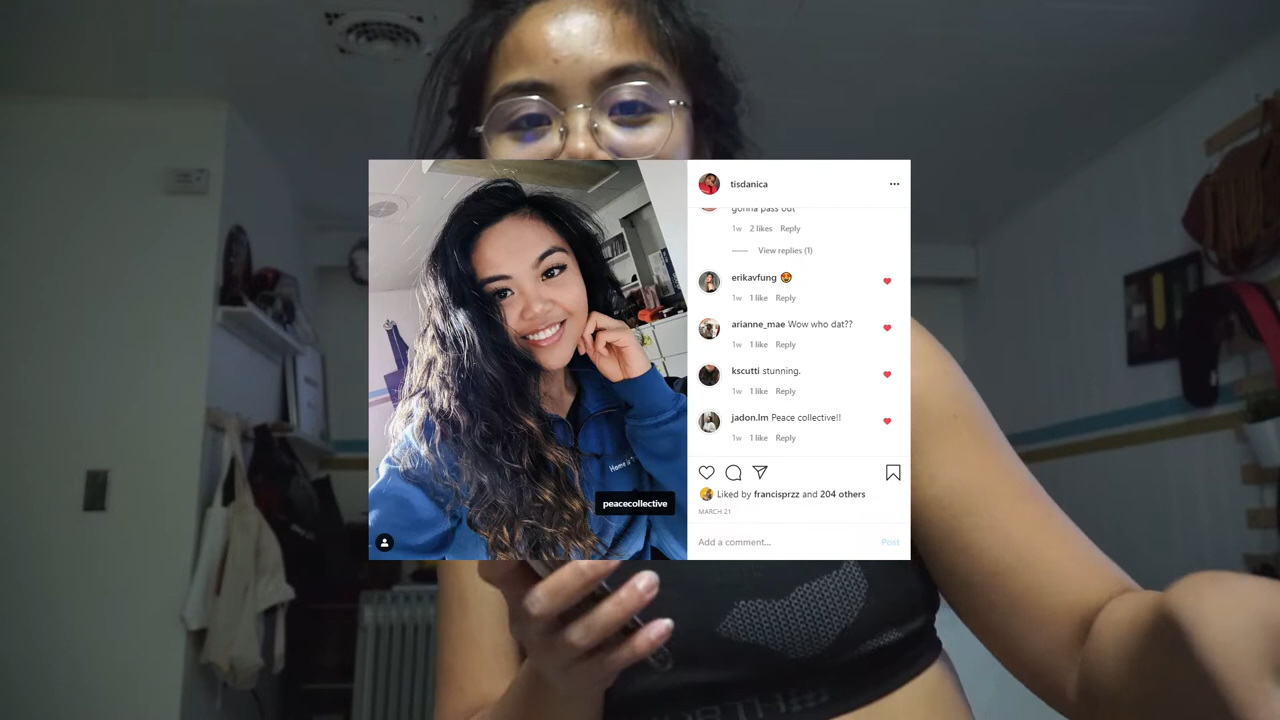 tisdanica
gonna pass out
1w 2 likes Reply
View replies (1)
erikavfung 😍
1w 1 like Reply
arianne_mae Wow who dat??
1w 1 like Reply
kscutti stunning.
1w 1 like Reply
jadon.lm Peace collective!!
1w 1 like Reply
Home is
peacecollective
Liked by francisprzz and 204 others
MARCH 21
Add a comment... Post